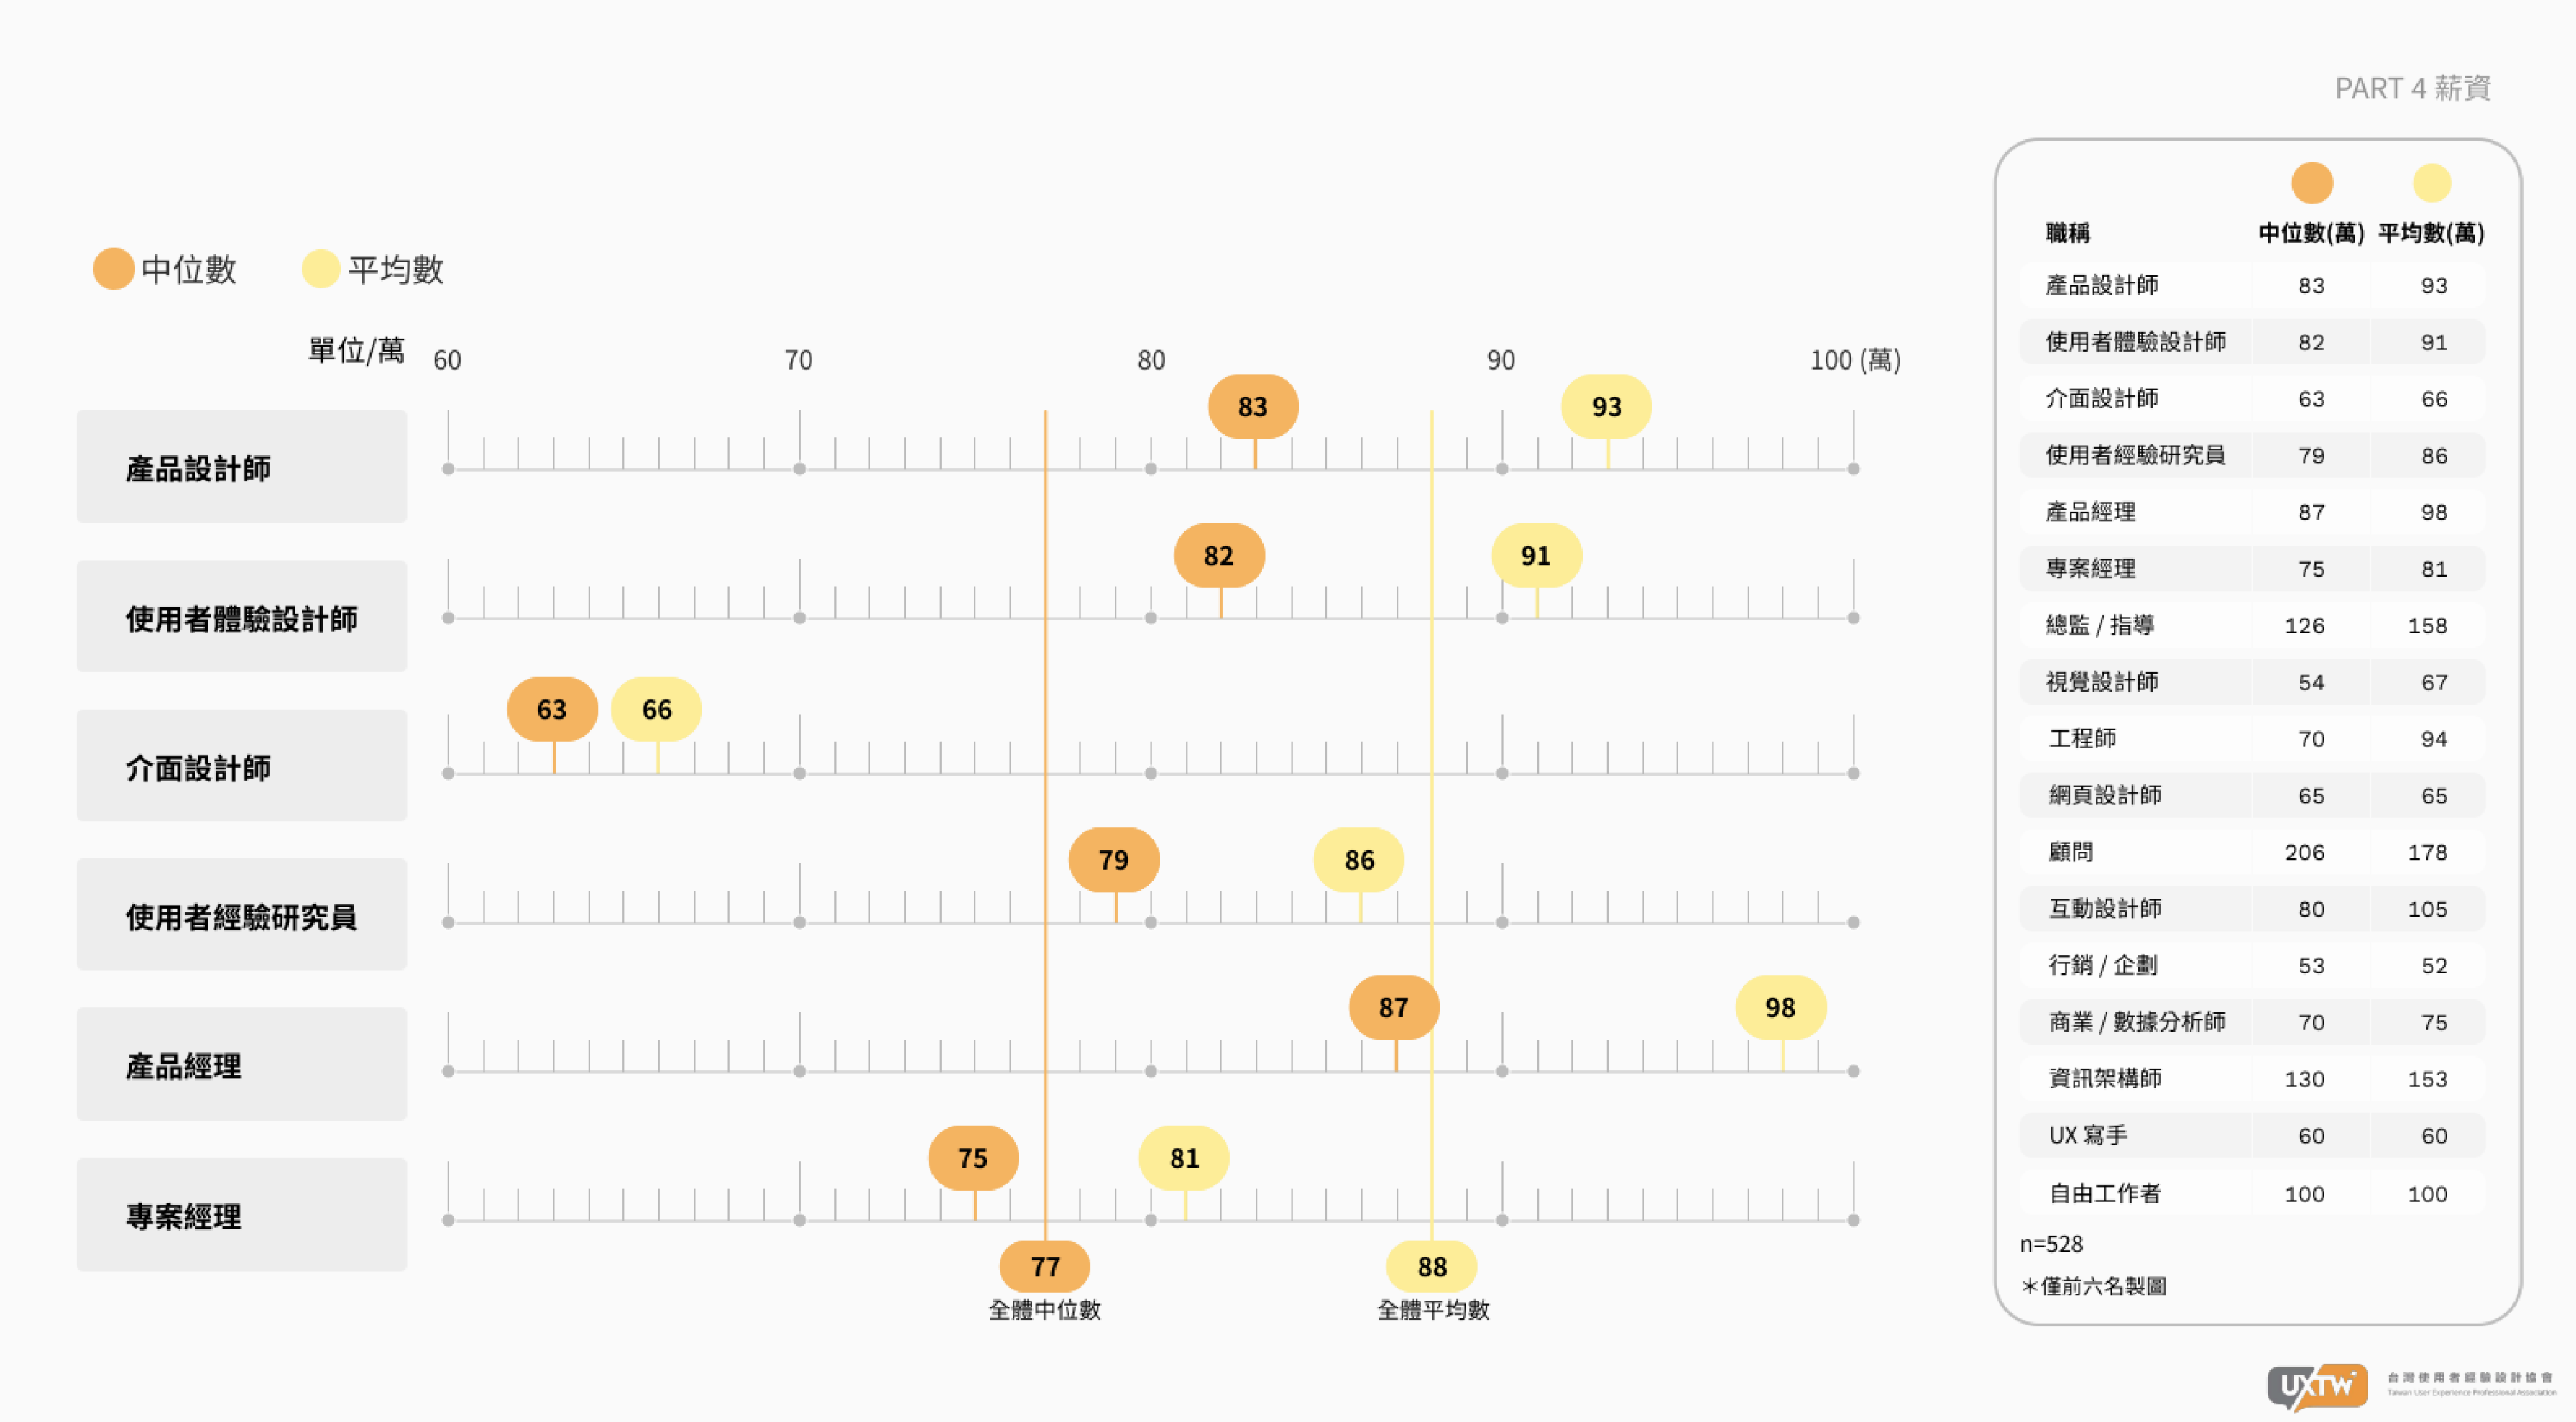 PART 4 薪資
中位數 平均數
單位/萬 60 70 80 90 100 (萬)
產品設計師 83 93
使用者體驗設計師 82 91
介面設計師 63 66
使用者經驗研究員 79 86
產品經理 87 98
專案經理 75 81
77 88
全體中位數 全體平均數
職稱 中位數(萬) 平均數(萬)
產品設計師 83 93
使用者體驗設計師 82 91
介面設計師 63 66
使用者經驗研究員 79 86
產品經理 87 98
專案經理 75 81
總監 / 指導 126 158
視覺設計師 54 67
工程師 70 94
網頁設計師 65 65
顧問 206 178
互動設計師 80 105
行銷 / 企劃 53 52
商業 / 數據分析師 70 75
資訊架構師 130 153
UX 寫手 60 60
自由工作者 100 100
n=528
＊僅前六名製圖
UXTW
台灣使用者經驗設計協會
Taiwan User Experience Professional Association